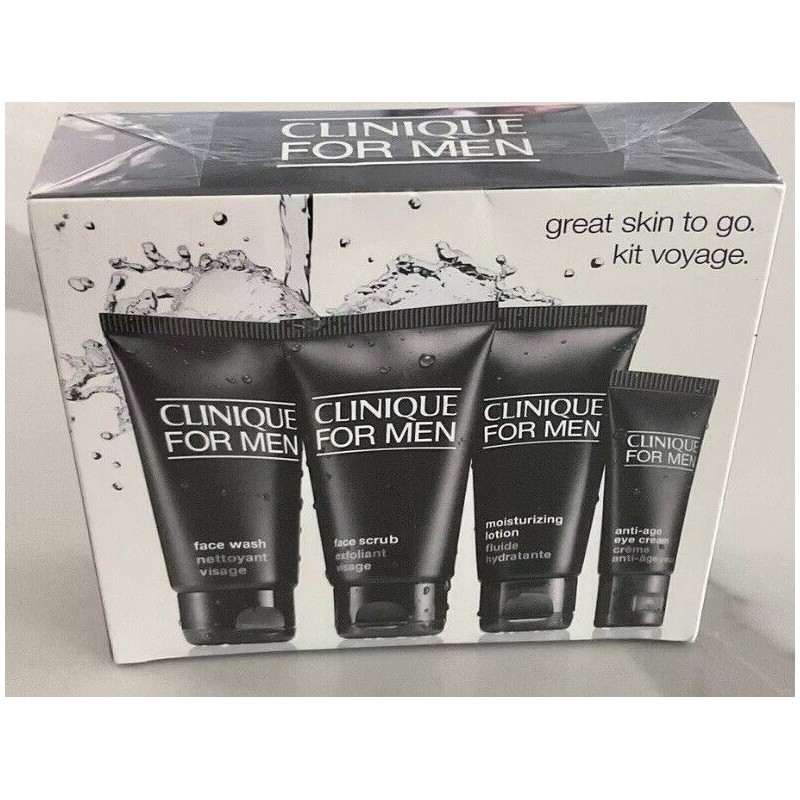 CLINIQUE
FOR MEN
great skin to go.
kit voyage.
CLINIQUE
FOR MEN
face wash
nettoyant
visage
CLINIQUE
FOR MEN
face scrub
exfoliant
visage
CLINIQUE
FOR MEN
moisturizing
lotion
fluide
hydratante
CLINIQUE
FOR MEN
anti-age
eye cream
crème
anti-âge